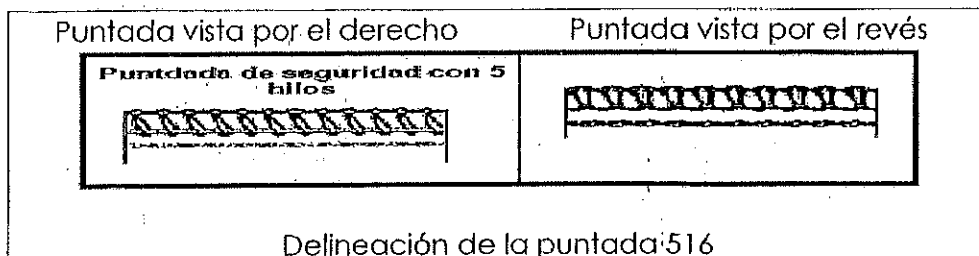 Puntada vista por el derecho
Puntada vista por el revés
Puntdada de seguridad con 5
hilos
Delineación de la puntada 516